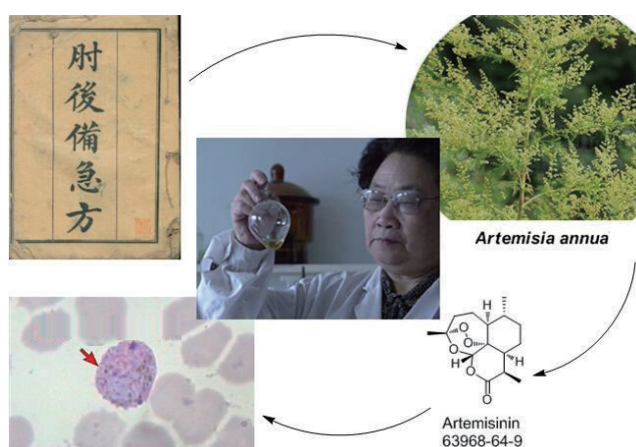 肘後備急方
Artemisia annua
H
H
O
O
O
H
H
O
O
Artemisinin
63968-64-9